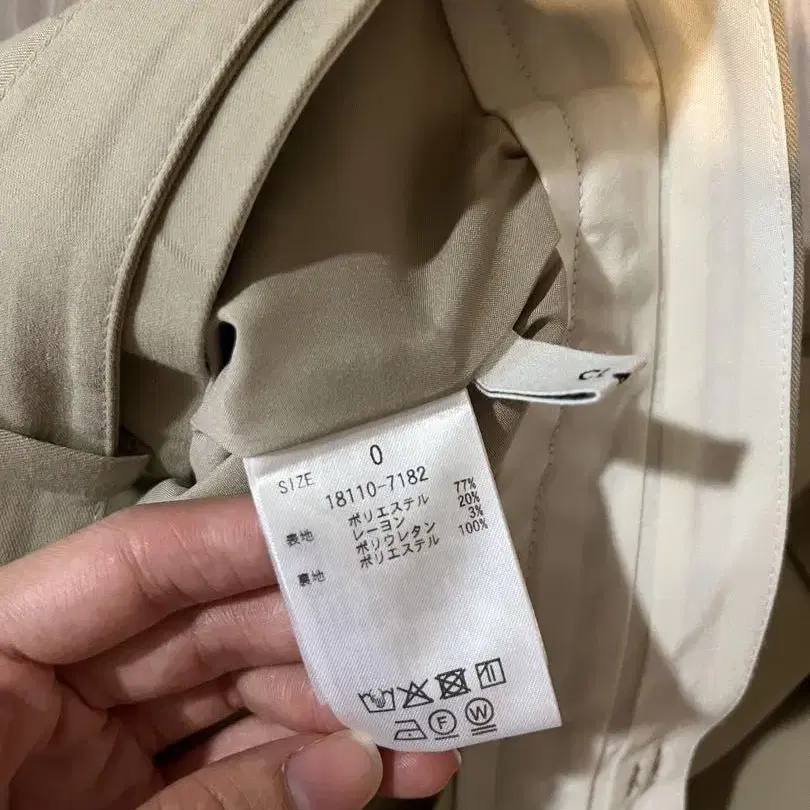 0
SIZE
18110-7182
表地 ポリエステル 77%
レーヨン 20%
ポリウレタン 3%
裏地 ポリエステル 100%
F W